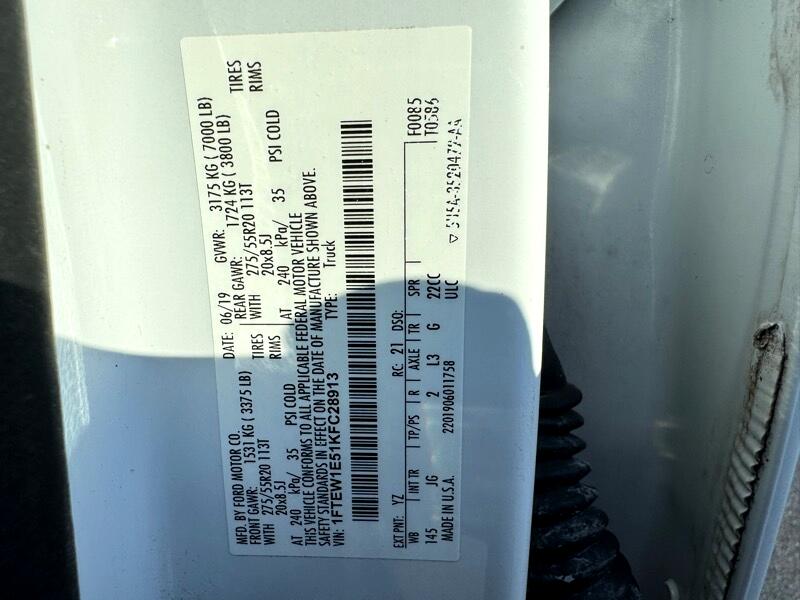 MFD. BY FORD MOTOR CO.
DATE: 06/19 GVWR: 3175 KG ( 7000 LB)
FRONT GAWR: 1531 KG ( 3375 LB) REAR GAWR: 1724 KG ( 3800 LB)
WITH 275/55R20 113T TIRES WITH 275/55R20 113T TIRES
20x8.5J RIMS 20x8.5J RIMS
AT 240 kPa/ 35 PSI COLD AT 240 kPa/ 35 PSI COLD
THIS VEHICLE CONFORMS TO ALL APPLICABLE FEDERAL MOTOR VEHICLE
SAFETY STANDARDS IN EFFECT ON THE DATE OF MANUFACTURE SHOWN ABOVE.
VIN: 1FTEW1E51KFC28913 TYPE: Truck
EXT PNT: YZ RC: 21 DSO: F0085
WB INT TR TP/PS R AXLE TR SPR T0586
145 JG 2 L3 G 22CC
MADE IN U.S.A. 2201906011758 ULC